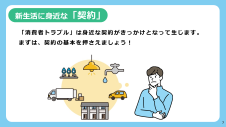 新生活に身近な「契約」
「消費者トラブル」は身近な契約がきっかけとなって生じます。
まずは、契約の基本を押さえましょう！